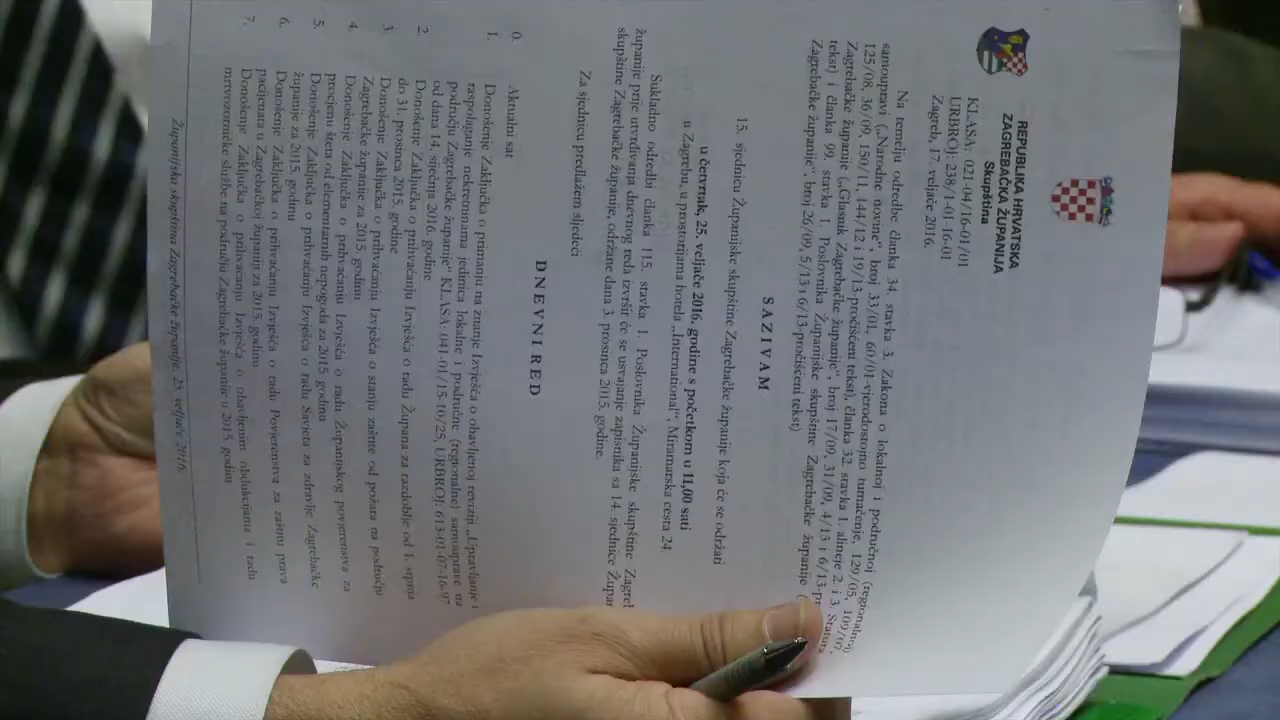 REPUBLIKA HRVATSKA
ZAGREBAČKA ŽUPANIJA
Skupština
KLASA: 021-04/16-01/01
URBROJ: 238/1-01-16-01
Zagreb, 17. veljače 2016.
Na temelju odredbe članka 34. stavka 3. Zakona o lokalnoj i područnoj (regionalnoj)
samoupravi („Narodne novine“, broj 33/01, 60/01-vjerodostojno tumačenje, 129/05, 109/07,
125/08, 36/09, 150/11, 144/12 i 19/13-pročišćeni tekst), članka 32. stavka 1. alineje 2. i 3. Statuta
Zagrebačke županije („Glasnik Zagrebačke županije“, broj 17/09, 31/09, 4/13 i 6/13-pr
tekst) i članka 99. stavka 1. Poslovnika Županijske skupštine Zagrebačke županije (
Zagrebačke županije“, broj 26/09, 5/13 i 6/13-pročišćeni tekst)
S A Z I V A M
15. sjednicu Županijske skupštine Zagrebačke županije koja će se održati
u četvrtak, 25. veljače 2016. godine s početkom u 11,00 sati
u Zagrebu, u prostorijama hotela „International“, Miramarska cesta 24
Sukladno odredbi članka 115. stavka 1. Poslovnika Županijske skupštine Zagreb
županije prije utvrđivanja dnevnog reda izvršit će se usvajanje zapisnika sa 14. sjednice Župan
skupštine Zagrebačke županije, održane dana 3. prosinca 2015. godine.
Za sjednicu predlažem sljedeći
D N E V N I R E D
0. Aktualni sat
1. Donošenje Zaključka o primanju na znanje Izvješća o obavljenoj reviziji „Upravljanje i
raspolaganje nekretninama jedinica lokalne i područne (regionalne) samouprave na
području Zagrebačke županije“ KLASA: 041-01/15-10/25, URBROJ: 613-01-07-16-97
od dana 14. siječnja 2016. godine
2. Donošenje Zaključka o prihvaćanju Izvješća o radu Župana za razdoblje od 1. srpnja
do 31. prosinca 2015. godine
3. Donošenje Zaključka o prihvaćanju Izvješća o stanju zaštite od požara na području
Zagrebačke županije za 2015. godinu
4. Donošenje Zaključka o prihvaćanju Izvješća o radu Županijskog povjerenstva za
procjenu šteta od elementarnih nepogoda za 2015. godinu
5. Donošenje Zaključka o prihvaćanju Izvješća o radu Savjeta za zdravlje Zagrebačke
županije za 2015. godinu
6. Donošenje Zaključka o prihvaćanju Izvješća o radu Povjerenstva za zaštitu prava
pacijenata u Zagrebačkoj županiji za 2015. godinu
7. Donošenje Zaključka o prihvaćanju Izvješća o obavljenim obdukcijama i radu
mrtvozorničke službe na području Zagrebačke županije u 2015. godini
Županijska skupština Zagrebačke županije, 25. veljače 2016.